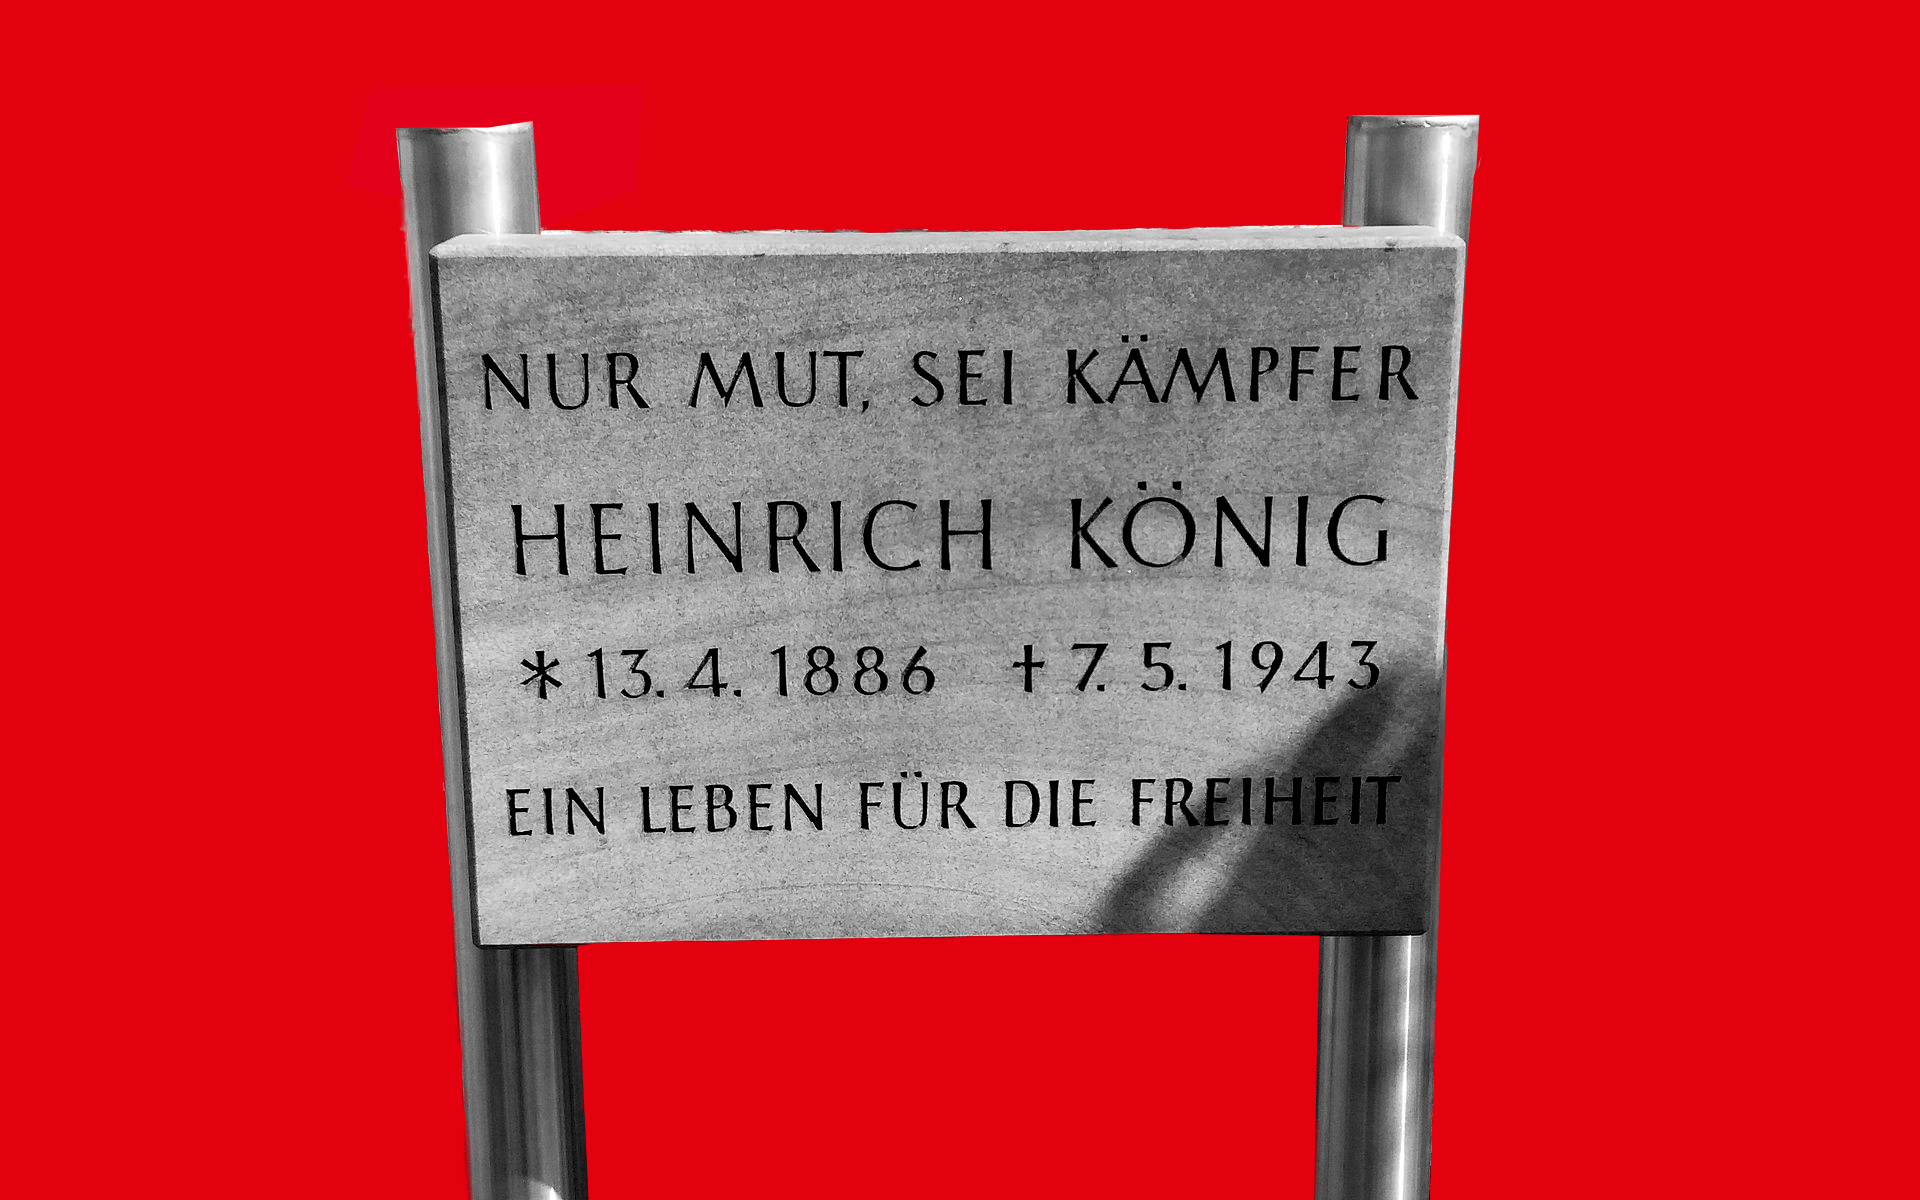 NUR MUT, SEI KÄMPFER
HEINRICH KÖNIG
* 13. 4. 1886 † 7. 5. 1943
EIN LEBEN FÜR DIE FREIHEIT